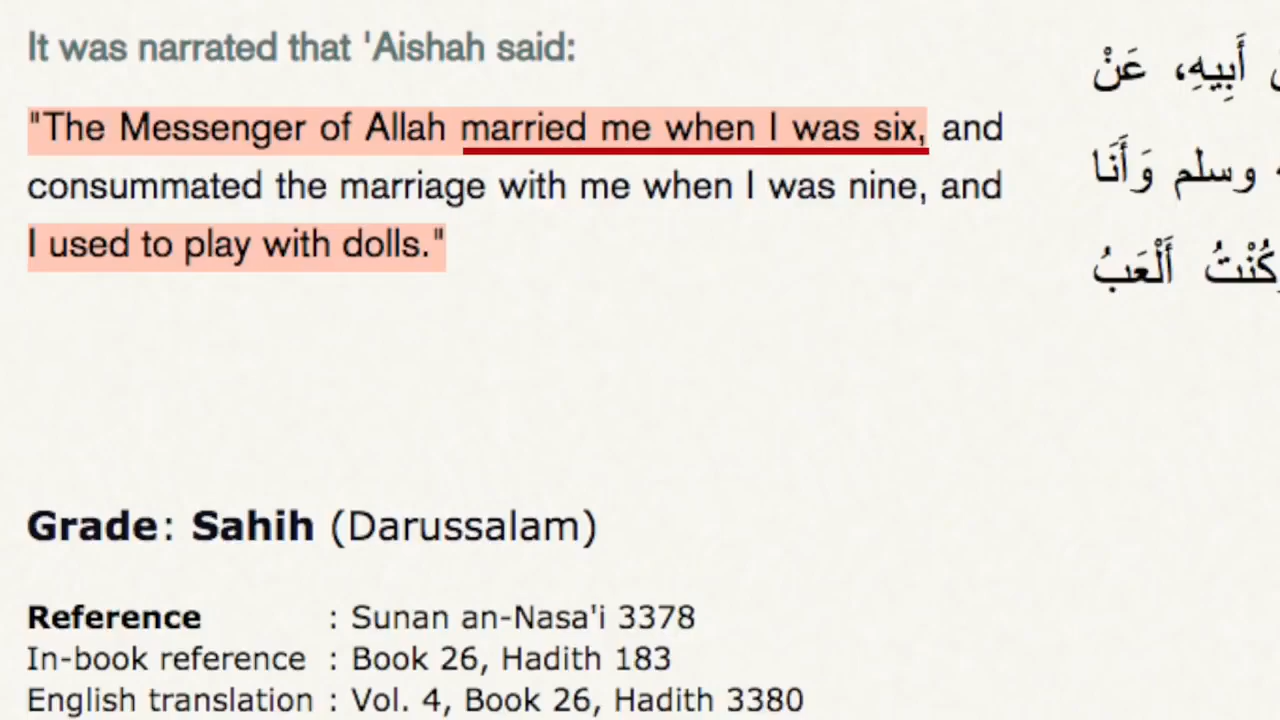 It was narrated that 'Aishah said:
"The Messenger of Allah married me when I was six, and
consummated the marriage with me when I was nine, and
I used to play with dolls."
أَبِيهِ، عَنْ
وسلم وَأَنَا
أَلْعَبُ
Grade: Sahih (Darussalam)
Reference : Sunan an-Nasa'i 3378
In-book reference : Book 26, Hadith 183
English translation : Vol. 4, Book 26, Hadith 3380